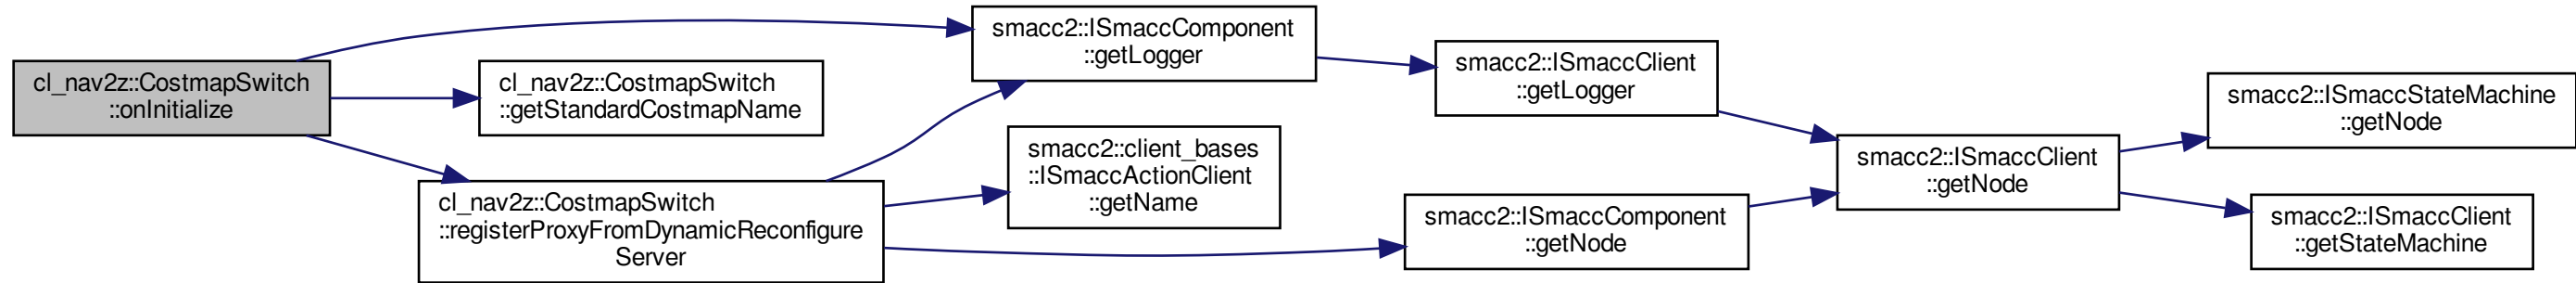 cl_nav2z::CostmapSwitch
::onInitialize
cl_nav2z::CostmapSwitch
::getStandardCostmapName
cl_nav2z::CostmapSwitch
::registerProxyFromDynamicReconfigure
Server
smacc2::ISmaccComponent
::getLogger
smacc2::client_bases
::ISmaccActionClient
::getName
smacc2::ISmaccClient
::getLogger
smacc2::ISmaccComponent
::getNode
smacc2::ISmaccClient
::getNode
smacc2::ISmaccStateMachine
::getNode
smacc2::ISmaccClient
::getStateMachine